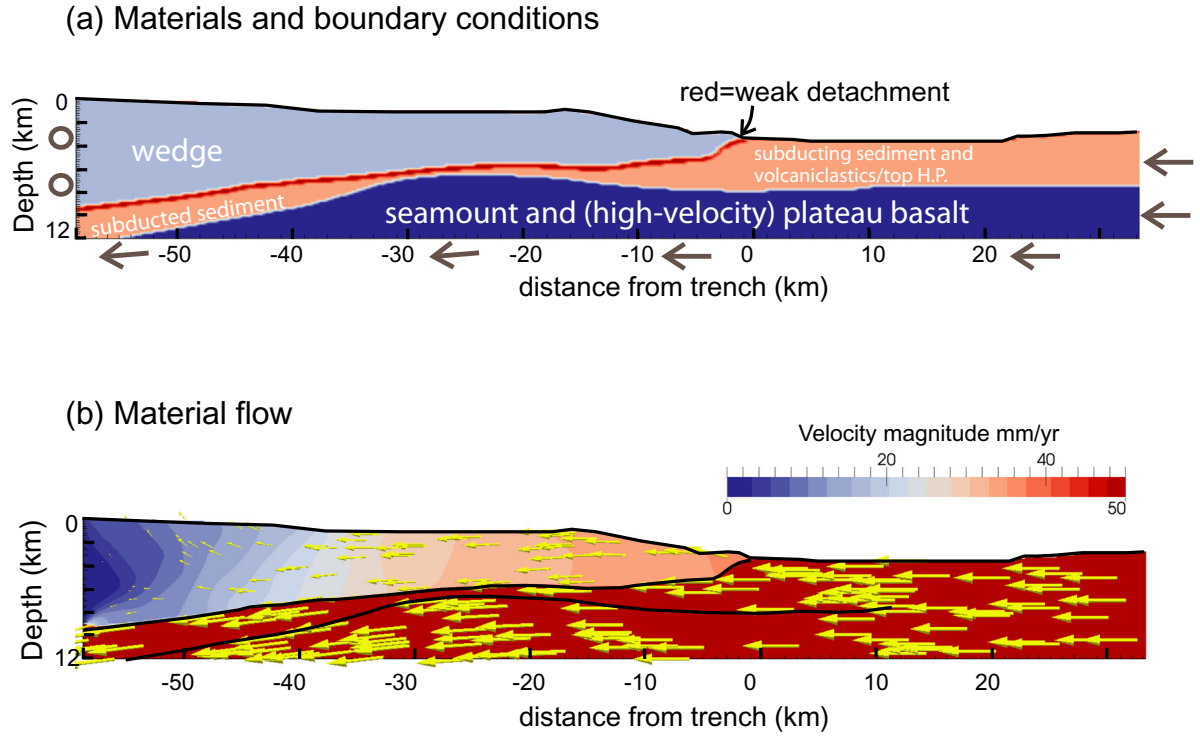 (a) Materials and boundary conditions
red=weak detachment
0
Depth (km)
12
wedge
subducting sediment and
volcaniclastics/top H.P.
subducted sediment
seamount and (high-velocity) plateau basalt
-50 -40 -30 -20 -10 0 10 20
distance from trench (km)
(b) Material flow
Velocity magnitude mm/yr
20 40
0 50
0
Depth (km)
12
-50 -40 -30 -20 -10 0 10 20
distance from trench (km)